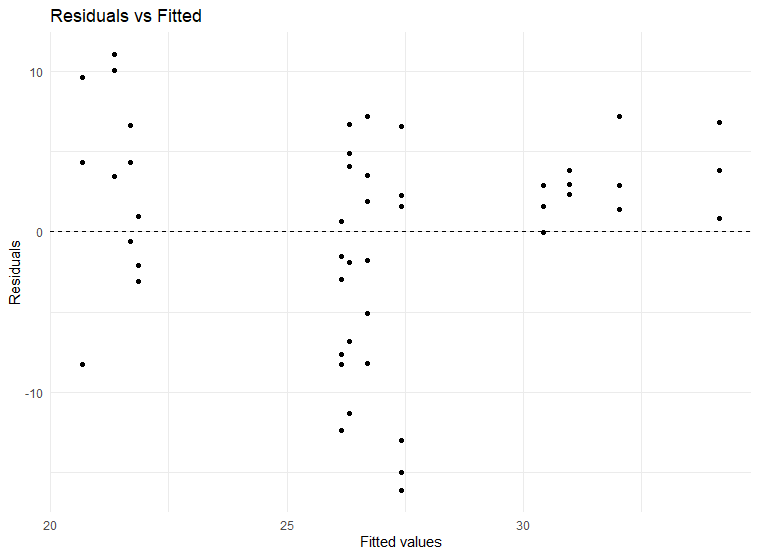 Residuals vs Fitted
10
0
-10
Residuals
20 25 30
Fitted values